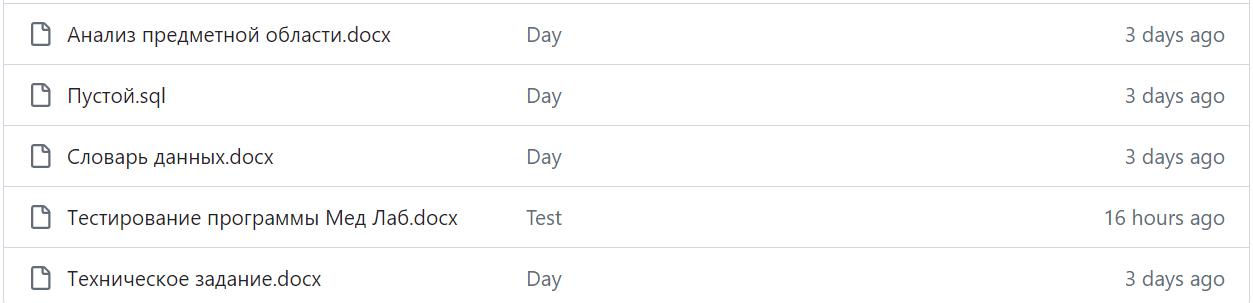 Анализ предметной области.docx Day 3 days ago
Пустой.sql Day 3 days ago
Словарь данных.docx Day 3 days ago
Тестирование программы Мед Лаб.docx Test 16 hours ago
Техническое задание.docx Day 3 days ago